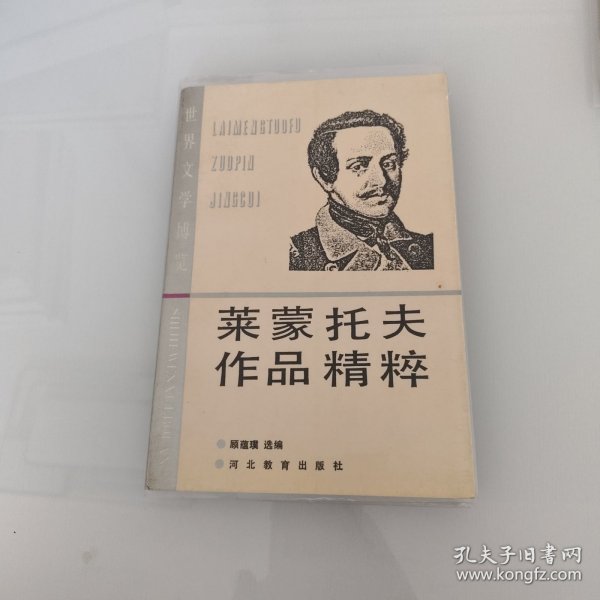 世界文学博览
LAIMENGTUOFU
ZUOPIN
JINGCUI
莱蒙托夫
作品精粹
顾蕴璞 选编
河北教育出版社
孔夫子旧书网
www.kongfz.com